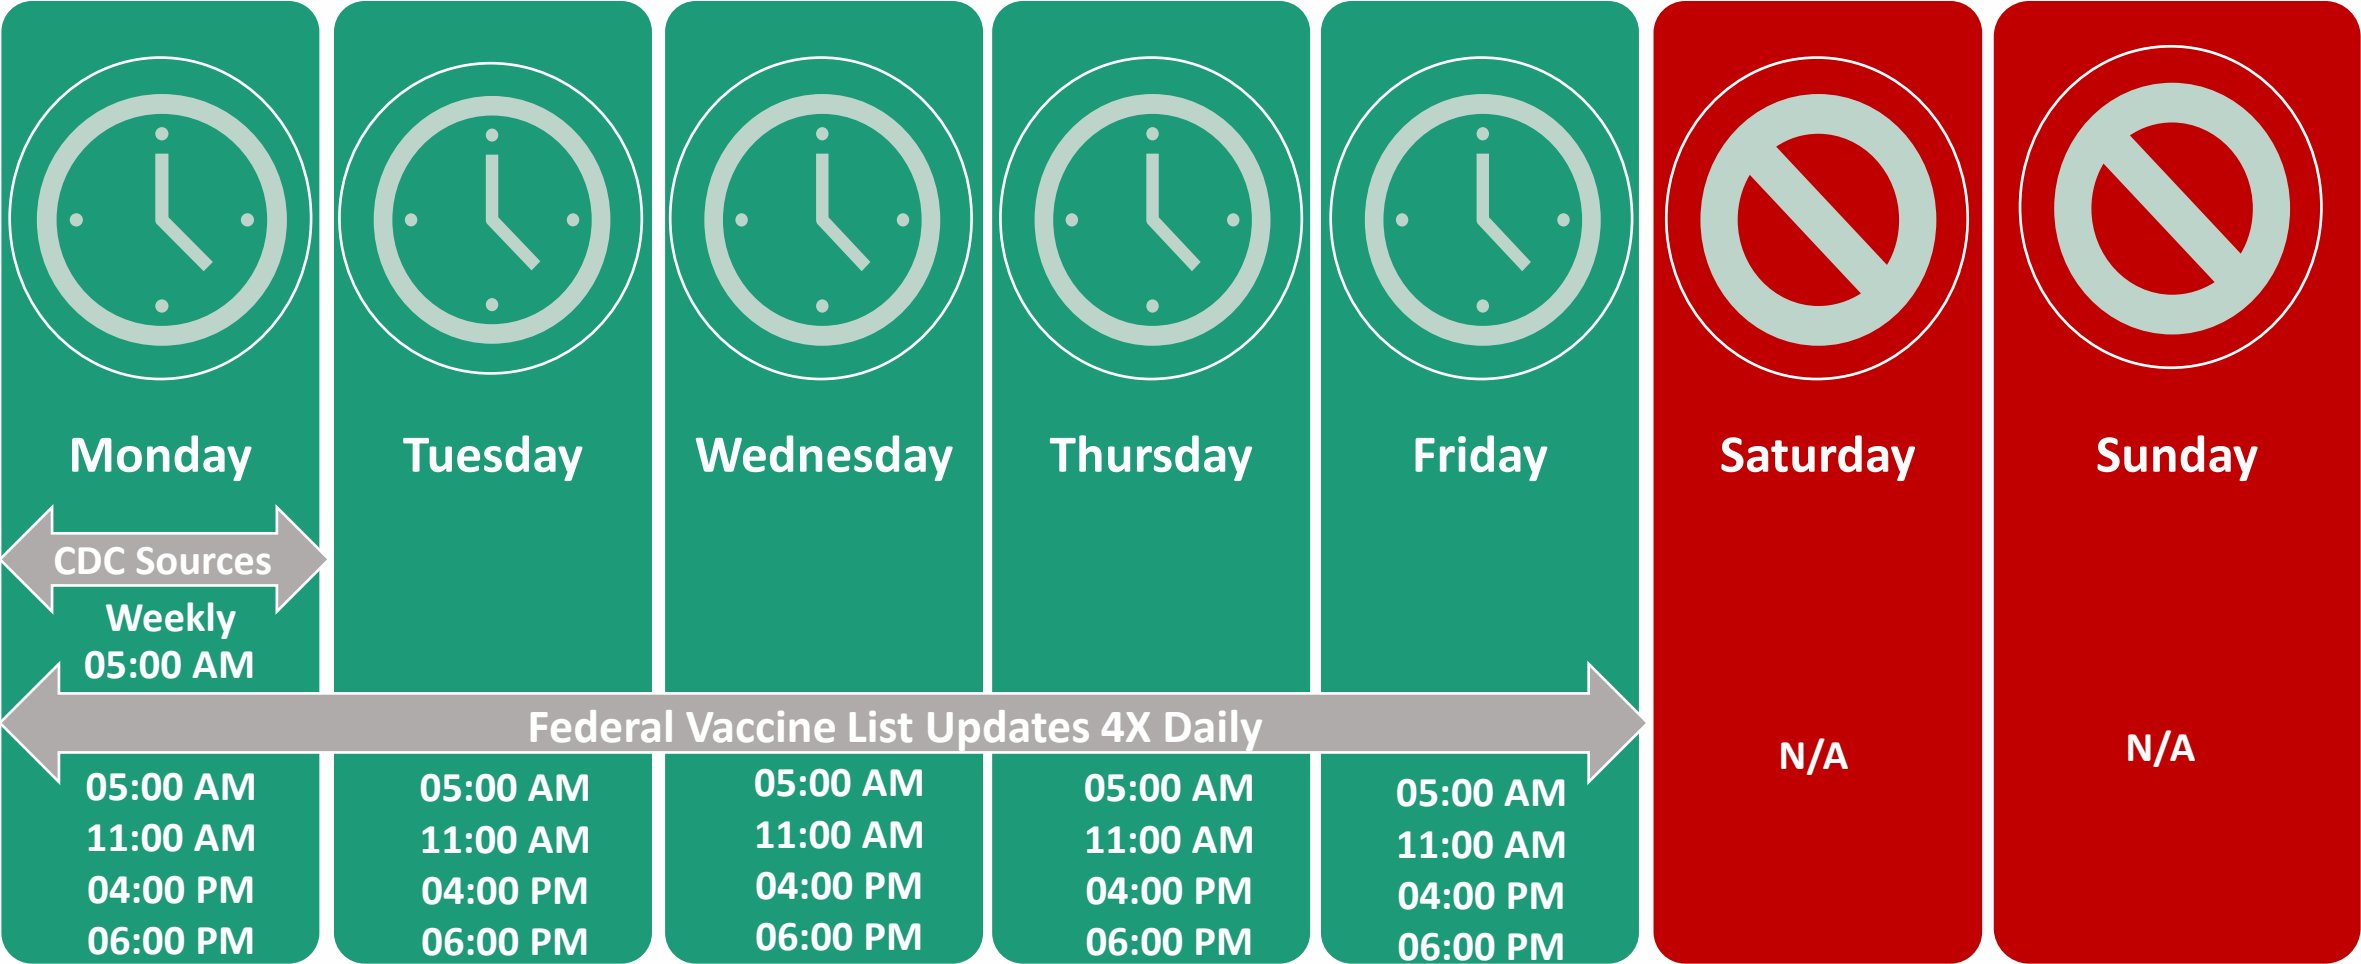 Monday
Tuesday
Wednesday
Thursday
Friday
Saturday
Sunday
CDC Sources
Weekly
05:00 AM
Federal Vaccine List Updates 4X Daily
05:00 AM
11:00 AM
04:00 PM
06:00 PM
05:00 AM
11:00 AM
04:00 PM
06:00 PM
05:00 AM
11:00 AM
04:00 PM
06:00 PM
05:00 AM
11:00 AM
04:00 PM
06:00 PM
05:00 AM
11:00 AM
04:00 PM
06:00 PM
N/A
N/A